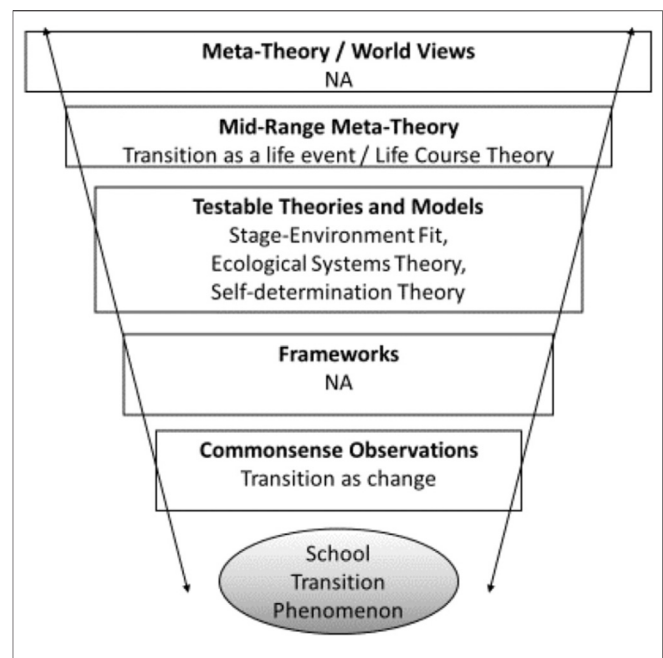 Meta-Theory / World Views
NA
Mid-Range Meta-Theory
Transition as a life event / Life Course Theory
Testable Theories and Models
Stage-Environment Fit,
Ecological Systems Theory,
Self-determination Theory
Frameworks
NA
Commonsense Observations
Transition as change
School
Transition
Phenomenon